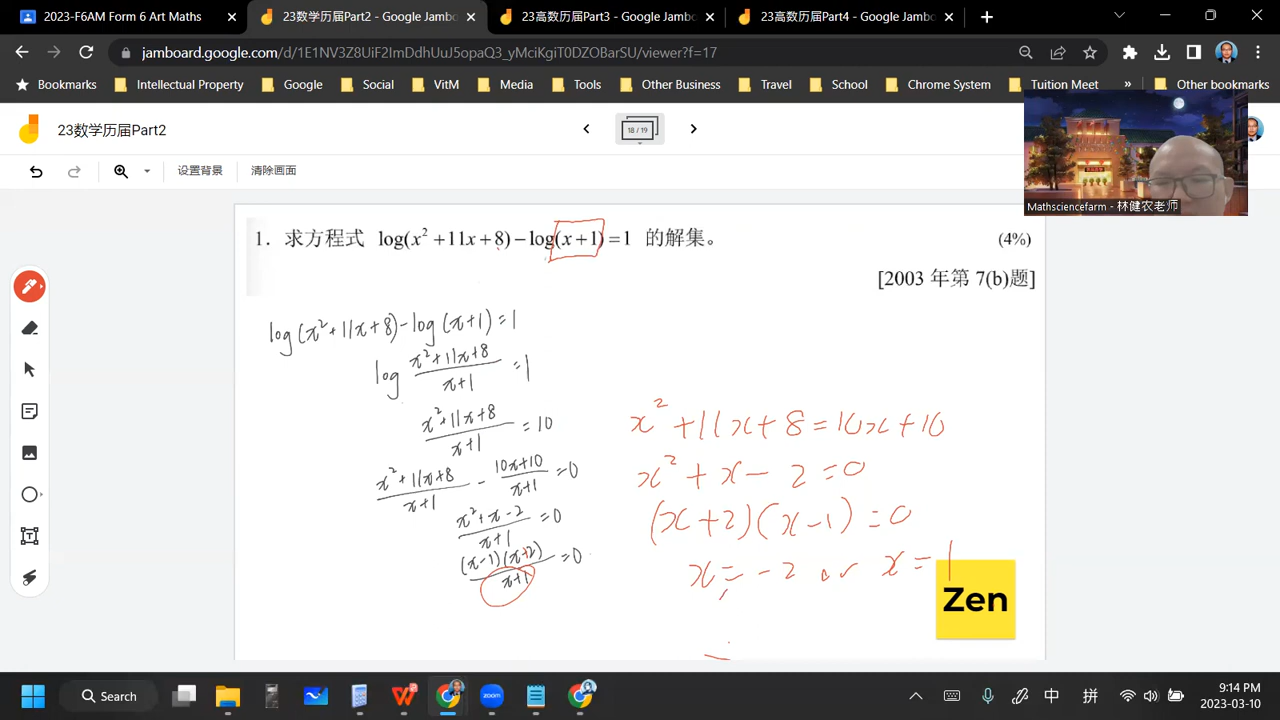 2023-F6AM Form 6 Art Maths
23数学历届Part2 - Google Jambo
23高数历届Part3 - Google Jambo
23高数历届Part4 - Google Jambo
jamboard.google.com/d/1E1NV3Z8UiF2ImDdhUuJ5opaQ3_yMciKgiT0DZOBarSU/viewer?f=17
Bookmarks Intellectual Property Google Social VitM Media Tools Other Business Travel School Chrome System Tuition Meet » Other bookmarks
23数学历届Part2
18 / 19
设置背景 清除画面
Mathsciencefarm - 林健农老师
1. 求方程式 log(x² +11x+8)−log(x+1)=1 的解集。 (4%)
[2003 年第 7(b)题]
log(x²+11x+8)-log(x+1)=1
log (x²+11x+8)/(x+1) =1
(x²+11x+8)/(x+1) =10
(x²+11x+8)/(x+1) - (10x+10)/(x+1) =0
(x²+x-2)/(x+1) =0
(x-1)(x+2)/(x+1) =0
x²+11x+8=10x+10
x²+x-2=0
(x+2)(x-1)=0
x=-2 or x=1
Zen
Search
中 拼
9:14 PM
2023-03-10